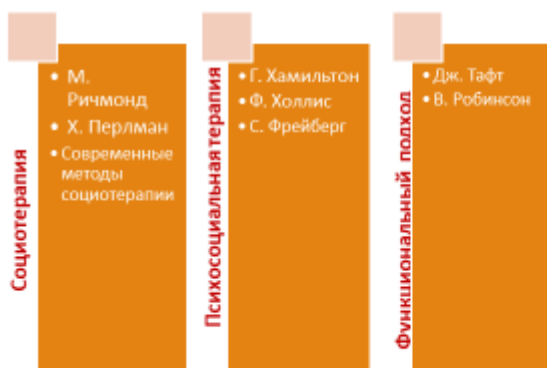 Социотерапия
• М.
Ричмонд
• Х. Перлман
• Современные
методы
социотерапии
Психосоциальная терапия
• Г. Хамильтон
• Ф. Холлис
• С. Фрейберг
Функциональный подход
• Дж. Тафт
• В. Робинсон